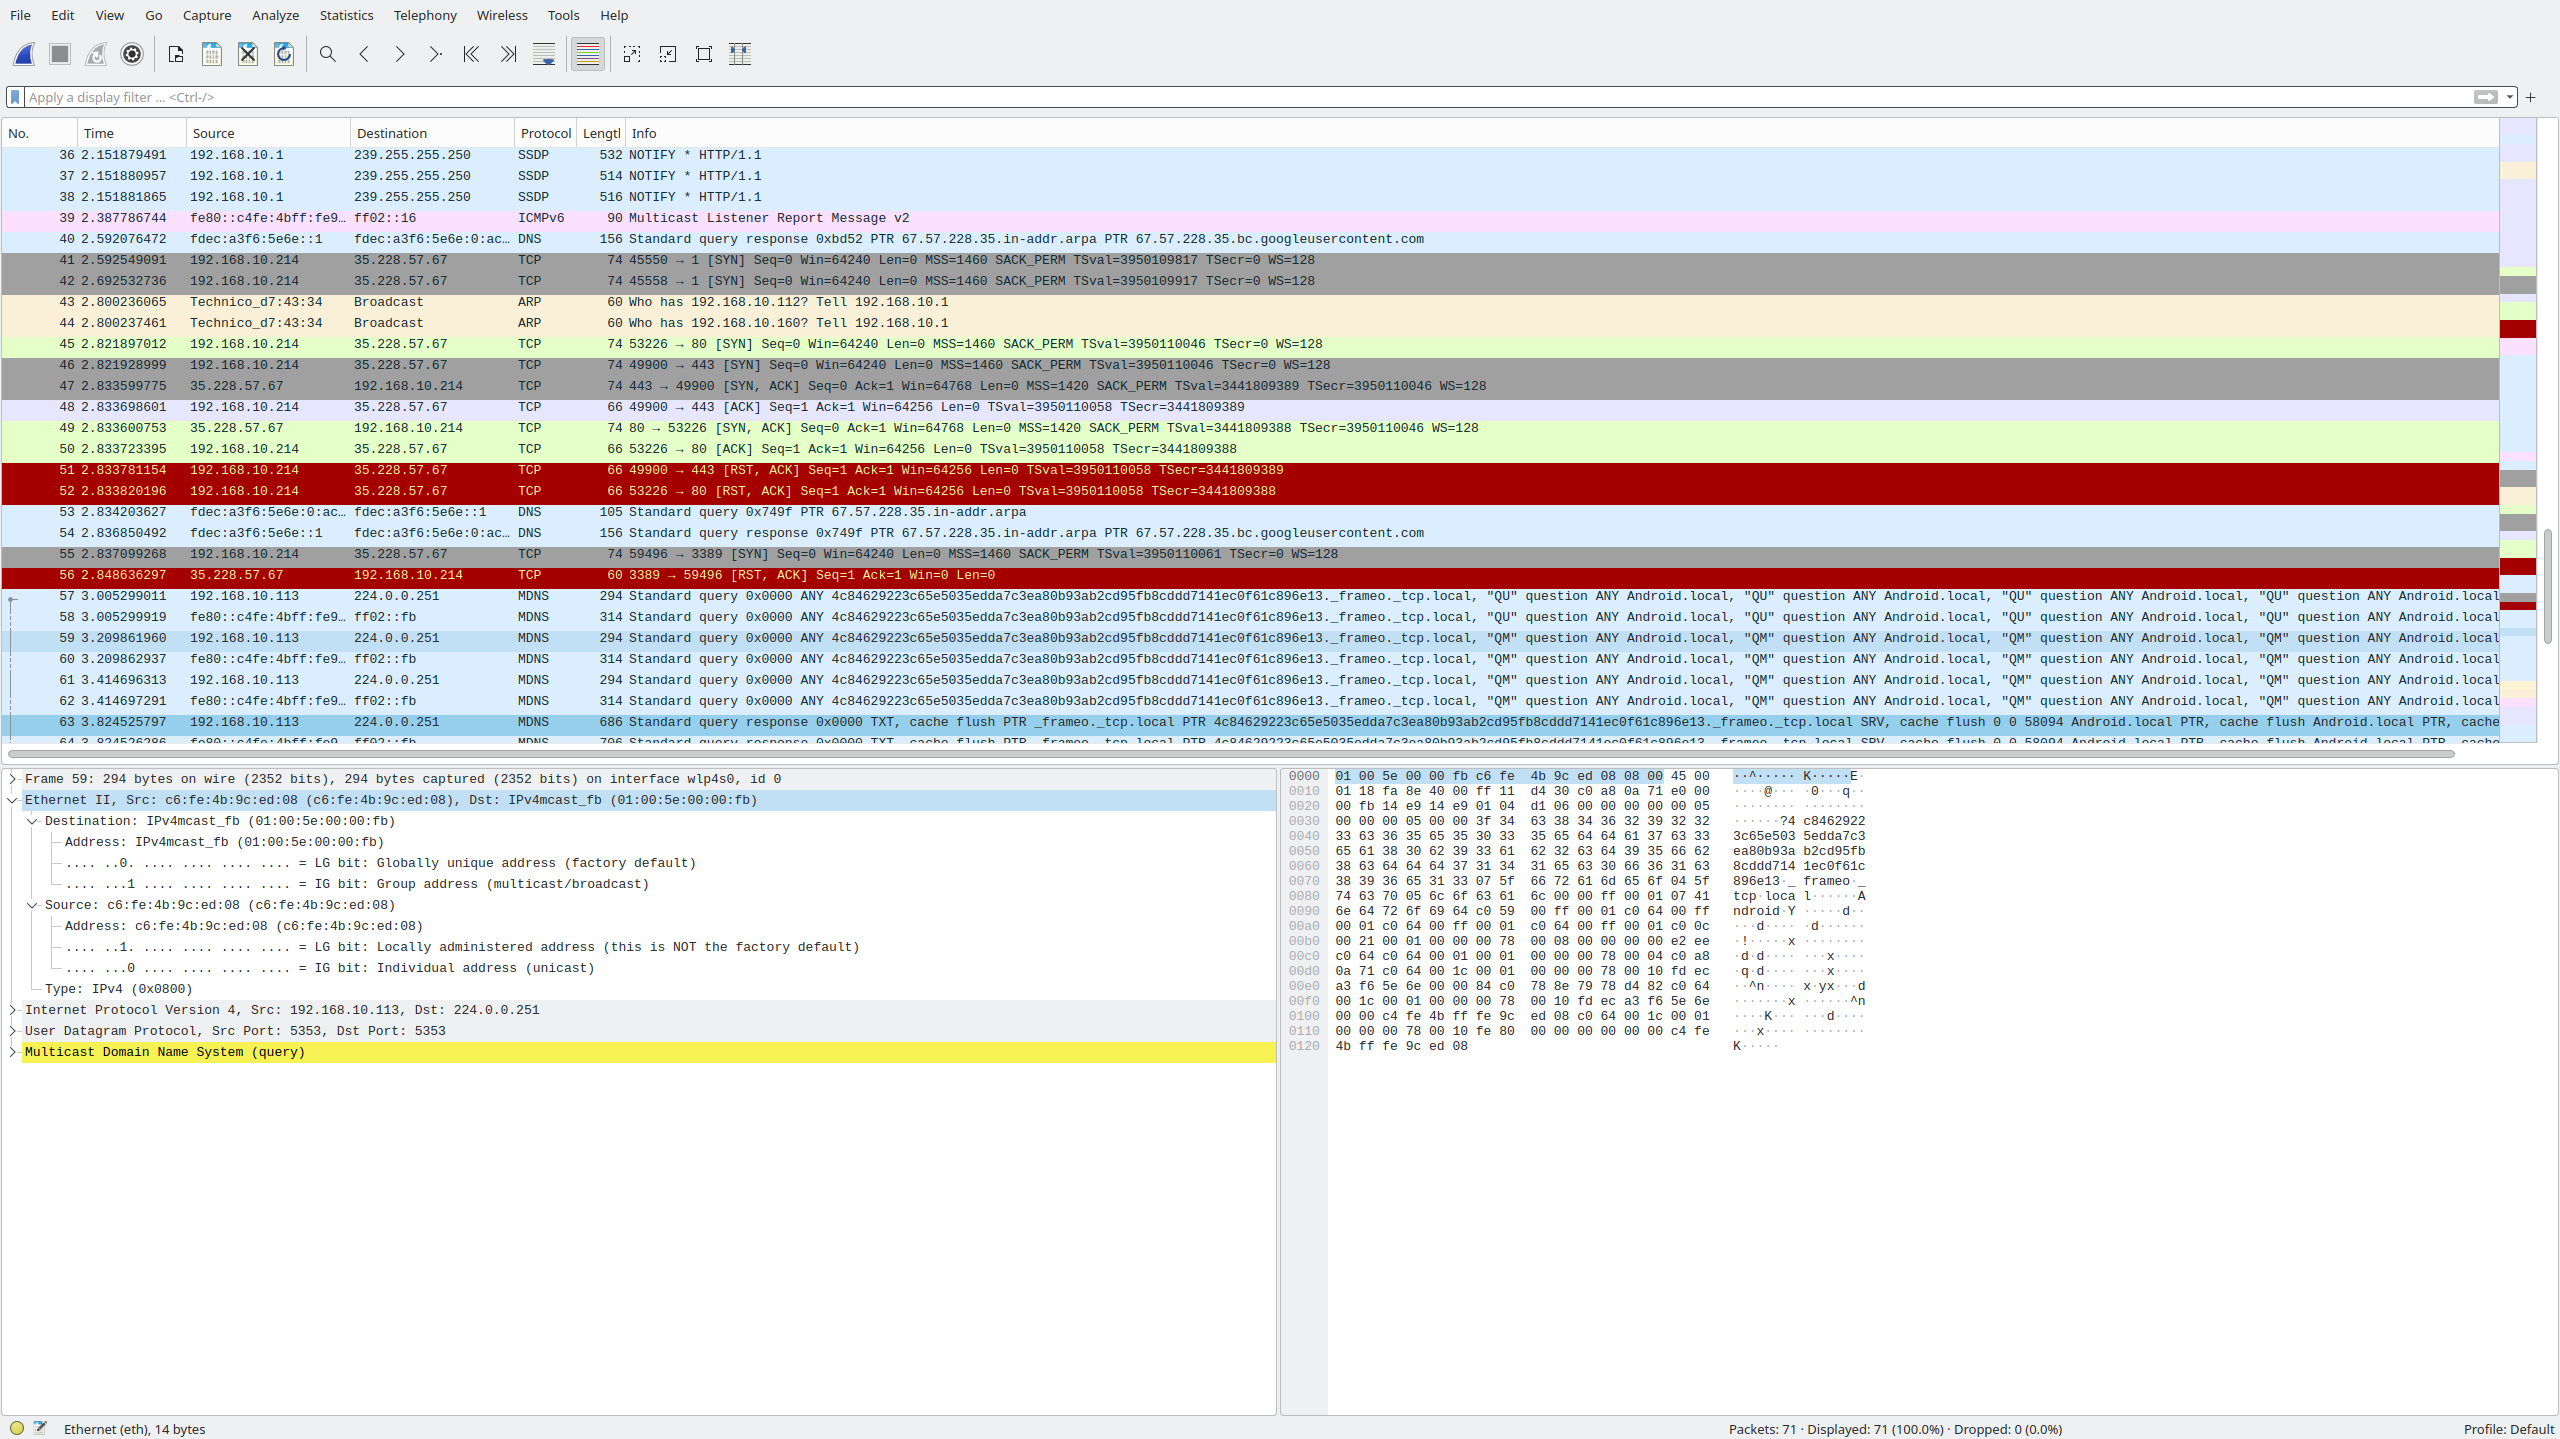 File Edit View Go Capture Analyze Statistics Telephony Wireless Tools Help
Apply a display filter ... <Ctrl-/>
No. Time Source Destination Protocol Lengtl Info
36 2.151879491 192.168.10.1 239.255.255.250 SSDP 532 NOTIFY * HTTP/1.1
37 2.151880957 192.168.10.1 239.255.255.250 SSDP 514 NOTIFY * HTTP/1.1
38 2.151881865 192.168.10.1 239.255.255.250 SSDP 516 NOTIFY * HTTP/1.1
39 2.387786744 fe80::c4fe:4bff:fe9… ff02::16 ICMPv6 90 Multicast Listener Report Message v2
40 2.592076472 fdec:a3f6:5e6e::1 fdec:a3f6:5e6e:0:ac… DNS 156 Standard query response 0xbd52 PTR 67.57.228.35.in-addr.arpa PTR 67.57.228.35.bc.googleusercontent.com
41 2.592549091 192.168.10.214 35.228.57.67 TCP 74 45550 → 1 [SYN] Seq=0 Win=64240 Len=0 MSS=1460 SACK_PERM TSval=3950109817 TSecr=0 WS=128
42 2.692532736 192.168.10.214 35.228.57.67 TCP 74 45558 → 1 [SYN] Seq=0 Win=64240 Len=0 MSS=1460 SACK_PERM TSval=3950109917 TSecr=0 WS=128
43 2.800236065 Technico_d7:43:34 Broadcast ARP 60 Who has 192.168.10.112? Tell 192.168.10.1
44 2.800237461 Technico_d7:43:34 Broadcast ARP 60 Who has 192.168.10.160? Tell 192.168.10.1
45 2.821897012 192.168.10.214 35.228.57.67 TCP 74 53226 → 80 [SYN] Seq=0 Win=64240 Len=0 MSS=1460 SACK_PERM TSval=3950110046 TSecr=0 WS=128
46 2.821928999 192.168.10.214 35.228.57.67 TCP 74 49900 → 443 [SYN] Seq=0 Win=64240 Len=0 MSS=1460 SACK_PERM TSval=3950110046 TSecr=0 WS=128
47 2.833599775 35.228.57.67 192.168.10.214 TCP 74 443 → 49900 [SYN, ACK] Seq=0 Ack=1 Win=64768 Len=0 MSS=1420 SACK_PERM TSval=3441809389 TSecr=3950110046 WS=128
48 2.833698601 192.168.10.214 35.228.57.67 TCP 66 49900 → 443 [ACK] Seq=1 Ack=1 Win=64256 Len=0 TSval=3950110058 TSecr=3441809389
49 2.833600753 35.228.57.67 192.168.10.214 TCP 74 80 → 53226 [SYN, ACK] Seq=0 Ack=1 Win=64768 Len=0 MSS=1420 SACK_PERM TSval=3441809388 TSecr=3950110046 WS=128
50 2.833723395 192.168.10.214 35.228.57.67 TCP 66 53226 → 80 [ACK] Seq=1 Ack=1 Win=64256 Len=0 TSval=3950110058 TSecr=3441809388
51 2.833781154 192.168.10.214 35.228.57.67 TCP 66 49900 → 443 [RST, ACK] Seq=1 Ack=1 Win=64256 Len=0 TSval=3950110058 TSecr=3441809389
52 2.833820196 192.168.10.214 35.228.57.67 TCP 66 53226 → 80 [RST, ACK] Seq=1 Ack=1 Win=64256 Len=0 TSval=3950110058 TSecr=3441809388
53 2.834203627 fdec:a3f6:5e6e:0:ac… fdec:a3f6:5e6e::1 DNS 105 Standard query 0x749f PTR 67.57.228.35.in-addr.arpa
54 2.836850492 fdec:a3f6:5e6e::1 fdec:a3f6:5e6e:0:ac… DNS 156 Standard query response 0x749f PTR 67.57.228.35.in-addr.arpa PTR 67.57.228.35.bc.googleusercontent.com
55 2.837099268 192.168.10.214 35.228.57.67 TCP 74 59496 → 3389 [SYN] Seq=0 Win=64240 Len=0 MSS=1460 SACK_PERM TSval=3950110061 TSecr=0 WS=128
56 2.848636297 35.228.57.67 192.168.10.214 TCP 60 3389 → 59496 [RST, ACK] Seq=1 Ack=1 Win=0 Len=0
57 3.005299011 192.168.10.113 224.0.0.251 MDNS 294 Standard query 0x0000 ANY 4c84629223c65e5035edda7c3ea80b93ab2cd95fb8cddd7141ec0f61c896e13._frameo._tcp.local, "QU" question ANY Android.local, "QU" question ANY Android.local, "QU" question ANY Android.local, "QU" question ANY Android.local
58 3.005299919 fe80::c4fe:4bff:fe9… ff02::fb MDNS 314 Standard query 0x0000 ANY 4c84629223c65e5035edda7c3ea80b93ab2cd95fb8cddd7141ec0f61c896e13._frameo._tcp.local, "QU" question ANY Android.local, "QU" question ANY Android.local, "QU" question ANY Android.local, "QU" question ANY Android.local
59 3.209861960 192.168.10.113 224.0.0.251 MDNS 294 Standard query 0x0000 ANY 4c84629223c65e5035edda7c3ea80b93ab2cd95fb8cddd7141ec0f61c896e13._frameo._tcp.local, "QM" question ANY Android.local, "QM" question ANY Android.local, "QM" question ANY Android.local, "QM" question ANY Android.local
60 3.209862937 fe80::c4fe:4bff:fe9… ff02::fb MDNS 314 Standard query 0x0000 ANY 4c84629223c65e5035edda7c3ea80b93ab2cd95fb8cddd7141ec0f61c896e13._frameo._tcp.local, "QM" question ANY Android.local, "QM" question ANY Android.local, "QM" question ANY Android.local, "QM" question ANY Android.local
61 3.414696313 192.168.10.113 224.0.0.251 MDNS 294 Standard query 0x0000 ANY 4c84629223c65e5035edda7c3ea80b93ab2cd95fb8cddd7141ec0f61c896e13._frameo._tcp.local, "QM" question ANY Android.local, "QM" question ANY Android.local, "QM" question ANY Android.local, "QM" question ANY Android.local
62 3.414697291 fe80::c4fe:4bff:fe9… ff02::fb MDNS 314 Standard query 0x0000 ANY 4c84629223c65e5035edda7c3ea80b93ab2cd95fb8cddd7141ec0f61c896e13._frameo._tcp.local, "QM" question ANY Android.local, "QM" question ANY Android.local, "QM" question ANY Android.local, "QM" question ANY Android.local
63 3.824525797 192.168.10.113 224.0.0.251 MDNS 686 Standard query response 0x0000 TXT, cache flush PTR _frameo._tcp.local PTR 4c84629223c65e5035edda7c3ea80b93ab2cd95fb8cddd7141ec0f61c896e13._frameo._tcp.local SRV, cache flush 0 0 58094 Android.local PTR, cache flush Android.local PTR, cache
64 3.824526286 fe80::c4fe:4bff:fe9 ff02::fb MDNS 706 Standard query response 0x0000 TXT, cache flush PTR _frameo._tcp.local PTR 4c84629223c65e5035edda7c3ea80b93ab2cd95fb8cddd7141ec0f61c896e13._frameo._tcp.local SRV, cache flush 0 0 58094 Android.local PTR, cache flush Android.local PTR, cache
Frame 59: 294 bytes on wire (2352 bits), 294 bytes captured (2352 bits) on interface wlp4s0, id 0
Ethernet II, Src: c6:fe:4b:9c:ed:08 (c6:fe:4b:9c:ed:08), Dst: IPv4mcast_fb (01:00:5e:00:00:fb)
Destination: IPv4mcast_fb (01:00:5e:00:00:fb)
Address: IPv4mcast_fb (01:00:5e:00:00:fb)
.... ..0. .... .... .... .... = LG bit: Globally unique address (factory default)
.... ...1 .... .... .... .... = IG bit: Group address (multicast/broadcast)
Source: c6:fe:4b:9c:ed:08 (c6:fe:4b:9c:ed:08)
Address: c6:fe:4b:9c:ed:08 (c6:fe:4b:9c:ed:08)
.... ..1. .... .... .... .... = LG bit: Locally administered address (this is NOT the factory default)
.... ...0 .... .... .... .... = IG bit: Individual address (unicast)
Type: IPv4 (0x0800)
Internet Protocol Version 4, Src: 192.168.10.113, Dst: 224.0.0.251
User Datagram Protocol, Src Port: 5353, Dst Port: 5353
Multicast Domain Name System (query)
0000 01 00 5e 00 00 fb c6 fe 4b 9c ed 08 08 00 45 00 ··^····· K·····E·
0010 01 18 fa 8e 40 00 ff 11 d4 30 c0 a8 0a 71 e0 00 ····@··· ·0···q··
0020 00 fb 14 e9 14 e9 01 04 d1 06 00 00 00 00 00 05 ········ ········
0030 00 00 00 05 00 00 3f 34 63 38 34 36 32 39 32 32 ······?4 c8462922
0040 33 63 36 35 65 35 30 33 35 65 64 64 61 37 63 33 3c65e503 5edda7c3
0050 65 61 38 30 62 39 33 61 62 32 63 64 39 35 66 62 ea80b93a b2cd95fb
0060 38 63 64 64 64 37 31 34 31 65 63 30 66 36 31 63 8cddd714 1ec0f61c
0070 38 39 36 65 31 33 07 5f 66 72 61 6d 65 6f 04 5f 896e13·_ frameo·_
0080 74 63 70 05 6c 6f 63 61 6c 00 00 ff 00 01 07 41 tcp·loca l······A
0090 6e 64 72 6f 69 64 c0 59 00 ff 00 01 c0 64 00 ff ndroid·Y ·····d··
00a0 00 01 c0 64 00 ff 00 01 c0 64 00 ff 00 01 c0 0c ···d···· ·d······
00b0 00 21 00 01 00 00 00 78 00 08 00 00 00 00 e2 ee ·!·····x ········
00c0 c0 64 c0 64 00 01 00 01 00 00 00 78 00 04 c0 a8 ·d·d···· ···x····
00d0 0a 71 c0 64 00 1c 00 01 00 00 00 78 00 10 fd ec ·q·d···· ···x····
00e0 a3 f6 5e 6e 00 00 84 c0 78 8e 79 78 d4 82 c0 64 ··^n···· x·yx···d
00f0 00 1c 00 01 00 00 00 78 00 10 fd ec a3 f6 5e 6e ·······x ······^n
0100 00 00 c4 fe 4b ff fe 9c ed 08 c0 64 00 1c 00 01 ····K··· ···d····
0110 00 00 00 78 00 10 fe 80 00 00 00 00 00 00 c4 fe ···x···· ········
0120 4b ff fe 9c ed 08 K·····
Ethernet (eth), 14 bytes Packets: 71 · Displayed: 71 (100.0%) · Dropped: 0 (0.0%) Profile: Default